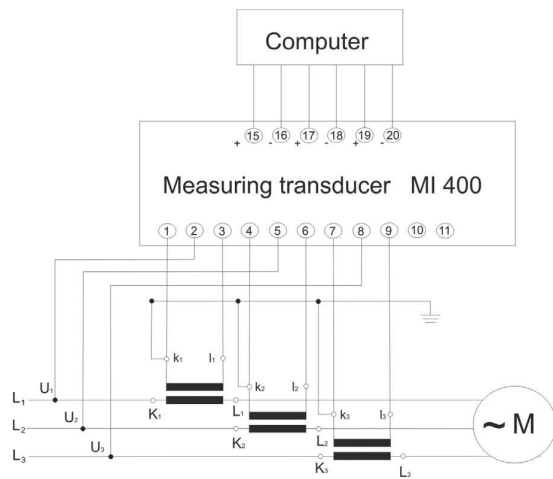 Computer
+ 15 - 16 + 17 - 18 + 19 - 20
Measuring transducer MI 400
1 2 3 4 5 6 7 8 9 10 11
k1 l1 k2 l2 k3 l3
U1
L1 K1 L1
U2
L2 K2 L2
U3
L3 K3 L3
~ M